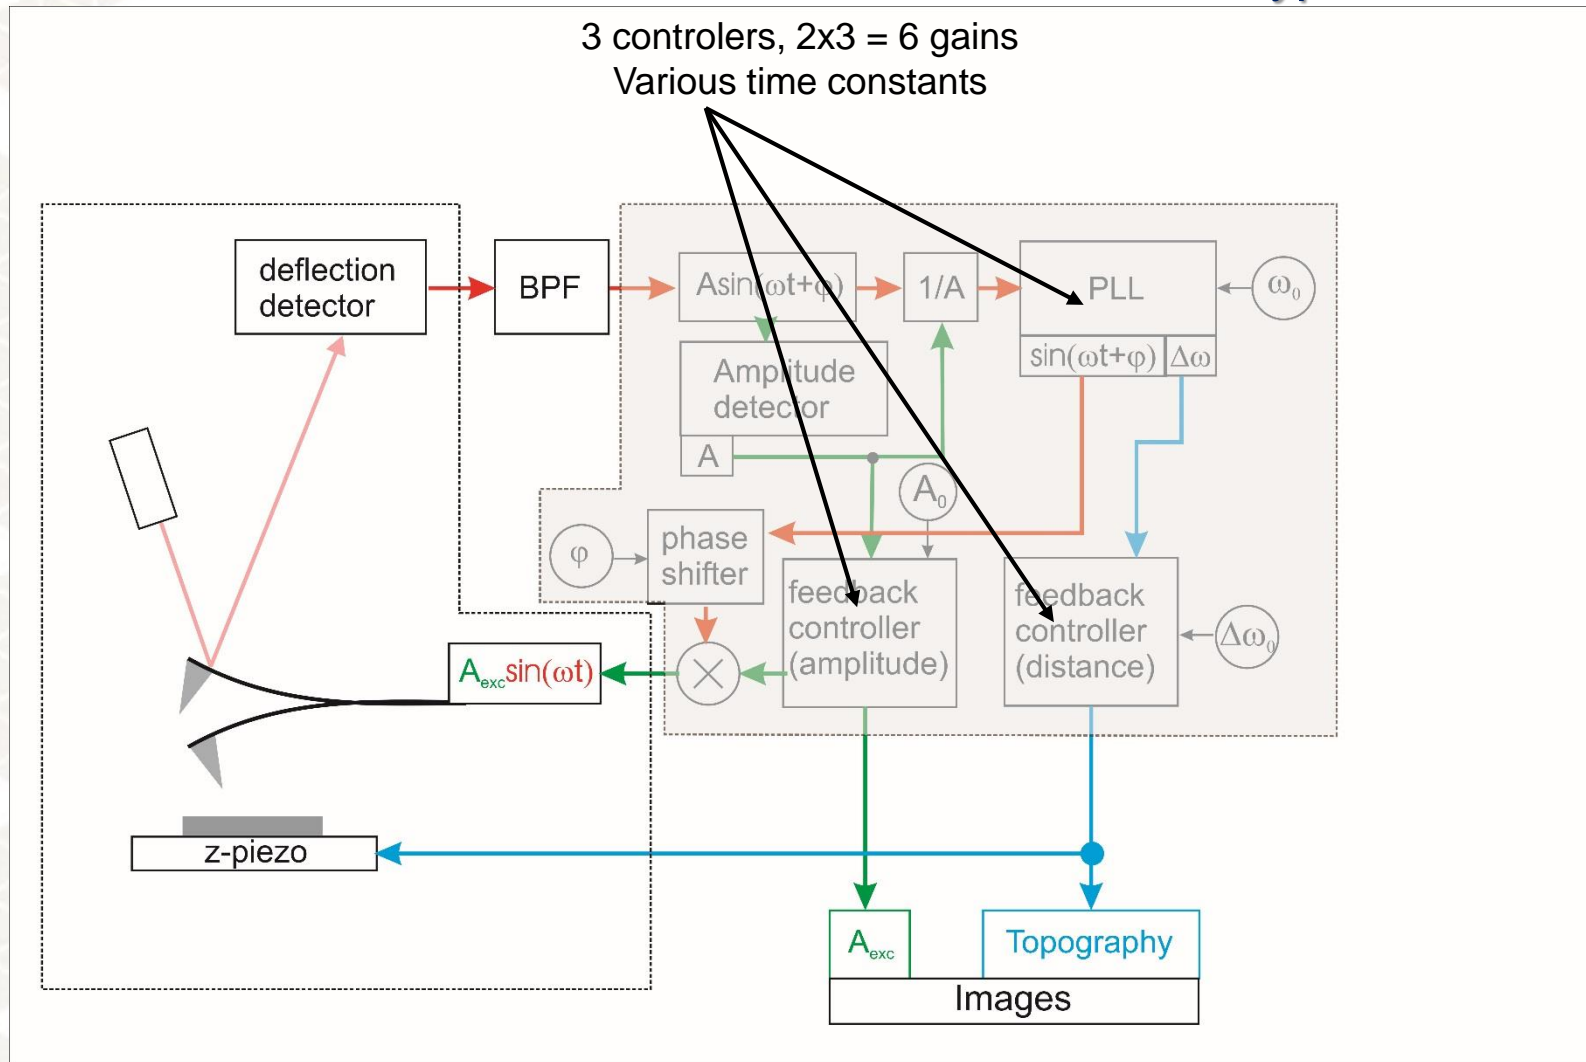 3 controlers, 2x3 = 6 gains
Various time constants
deflection
detector
BPF
Asin(ωt+φ)
1/A
PLL
ω₀
sin(ωt+φ)
Δω
Amplitude
detector
A
A₀
φ
phase
shifter
feedback
controller
(amplitude)
feedback
controller
(distance)
Δω₀
Aexcsin(ωt)
z-piezo
Aexc
Topography
Images